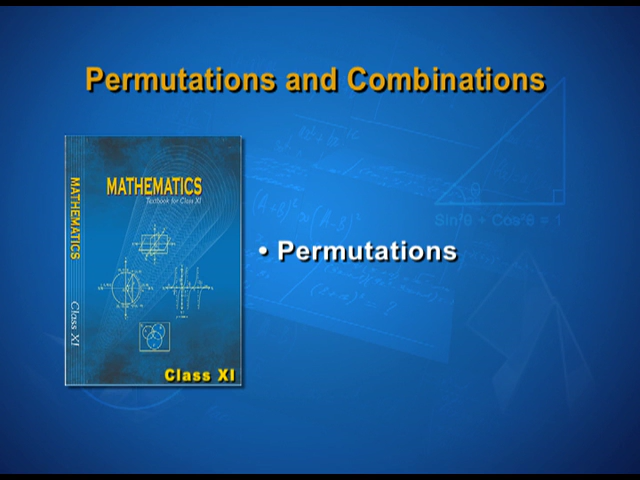 Permutations and Combinations
MATHEMATICS
Textbook for Class XI
MATHEMATICS
Class XI
Class XI
• Permutations
θ
Sin²θ + Cos²θ = 1